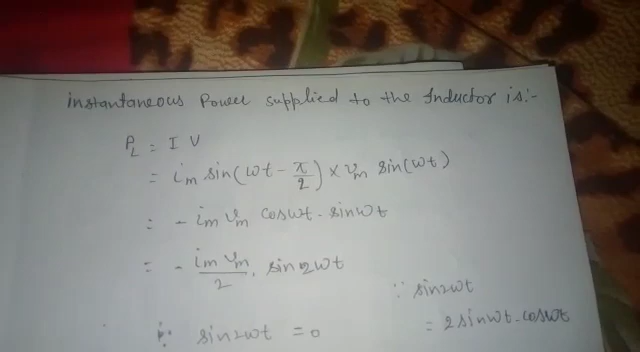 instantaneous Power supplied to the Inductor is:-
P_L = I V
= i_m sin(ωt - π/2) × v_m sin(ωt)
= - i_m v_m cosωt · sinωt
= - i_m v_m / 2 . sin2ωt
∵ sin2ωt
= 2 sinωt · cosωt
sin2ωt = 0